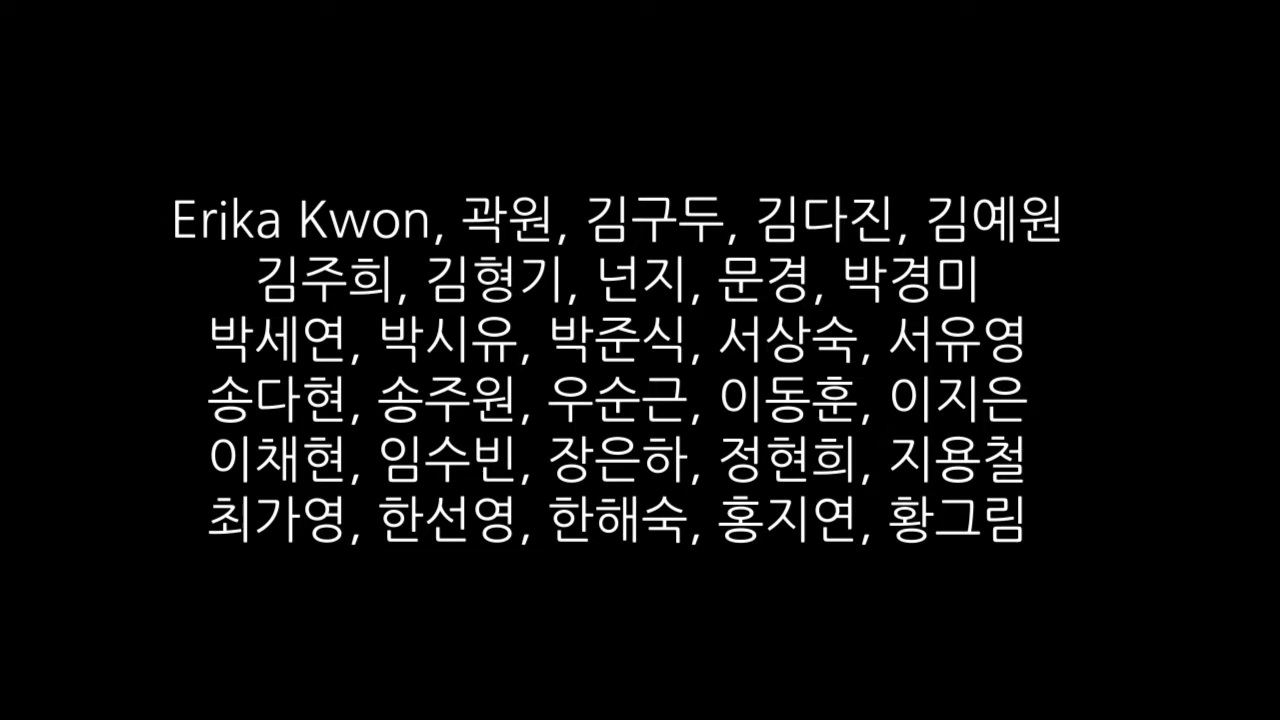 Erika Kwon, 곽원, 김구두, 김다진, 김예원
김주희, 김형기, 넌지, 문경, 박경미
박세연, 박시유, 박준식, 서상숙, 서유영
송다현, 송주원, 우순근, 이동훈, 이지은
이채현, 임수빈, 장은하, 정현희, 지용철
최가영, 한선영, 한해숙, 홍지연, 황그림